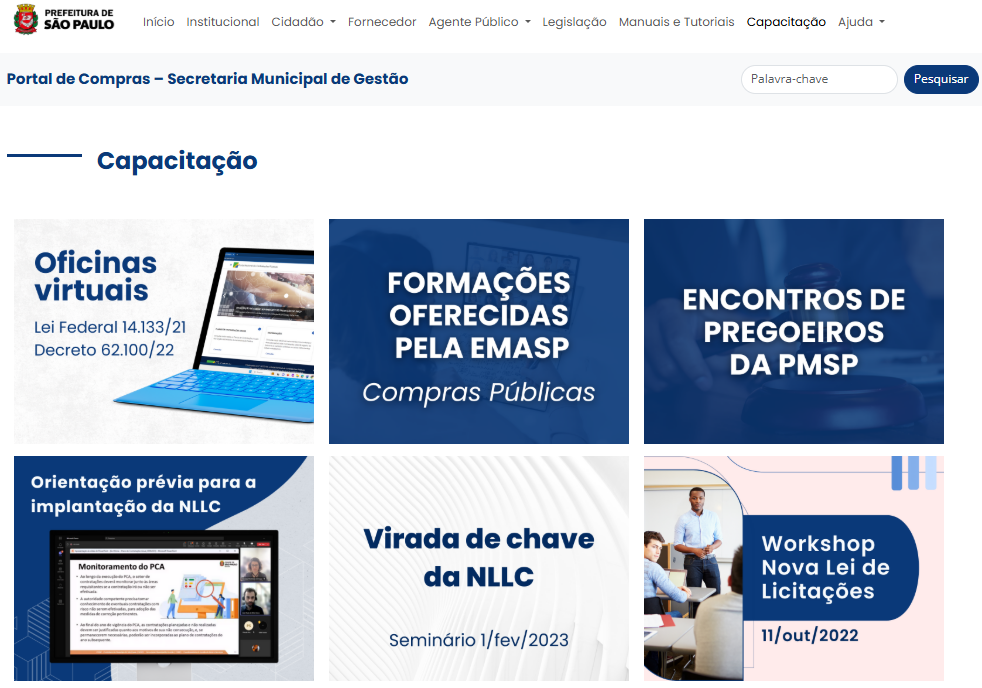 PREFEITURA DE
SÃO PAULO
Início Institucional Cidadão Fornecedor Agente Público Legislação Manuais e Tutoriais Capacitação Ajuda
Portal de Compras – Secretaria Municipal de Gestão
Palavra-chave
Pesquisar
Capacitação
Oficinas
virtuais
Lei Federal 14.133/21
Decreto 62.100/22
FORMAÇÕES
OFERECIDAS
PELA EMASP
Compras Públicas
ENCONTROS DE
PREGOEIROS
DA PMSP
Orientação prévia para a
implantação da NLLC
Monitoramento do PCA
Virada de chave
da NLLC
Seminário 1/fev/2023
Workshop
Nova Lei de
Licitações
11/out/2022